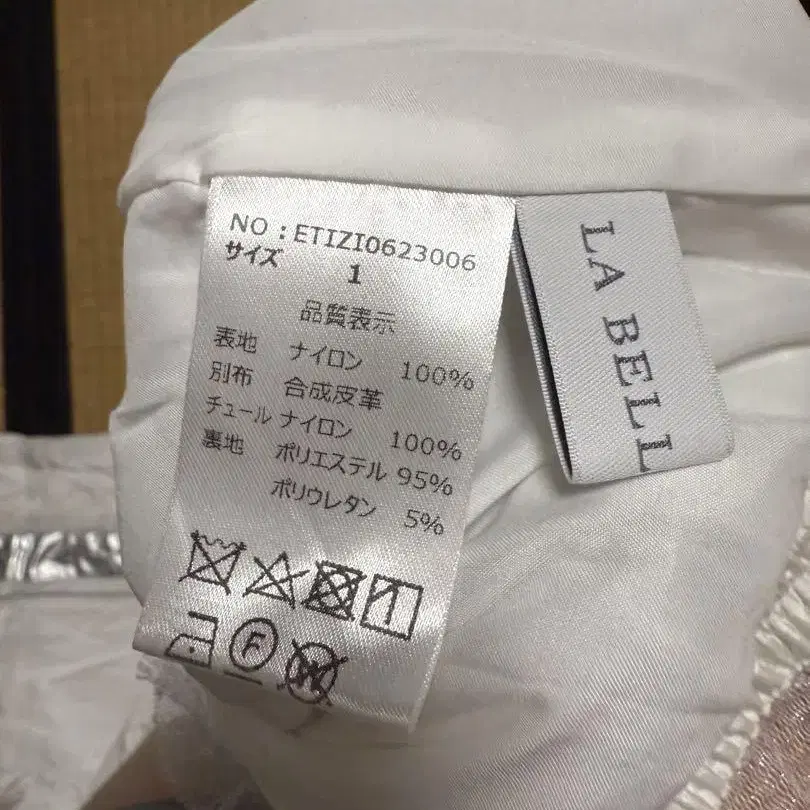 NO : ETIZI0623006
サイズ 1
品質表示
表地 ナイロン 100%
別布 合成皮革
チュール ナイロン 100%
裏地 ポリエステル 95%
ポリウレタン 5%
F
W
LA BELL